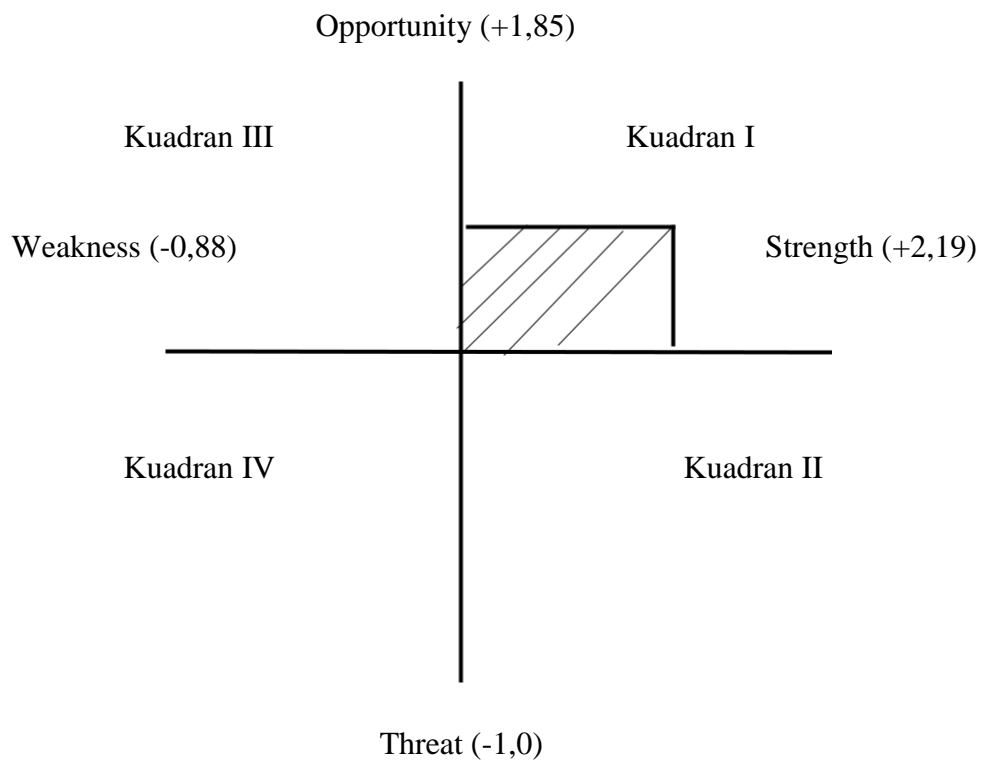 Opportunity (+1,85)
Kuadran III
Kuadran I
Weakness (-0,88)
Strength (+2,19)
Kuadran IV
Kuadran II
Threat (-1,0)